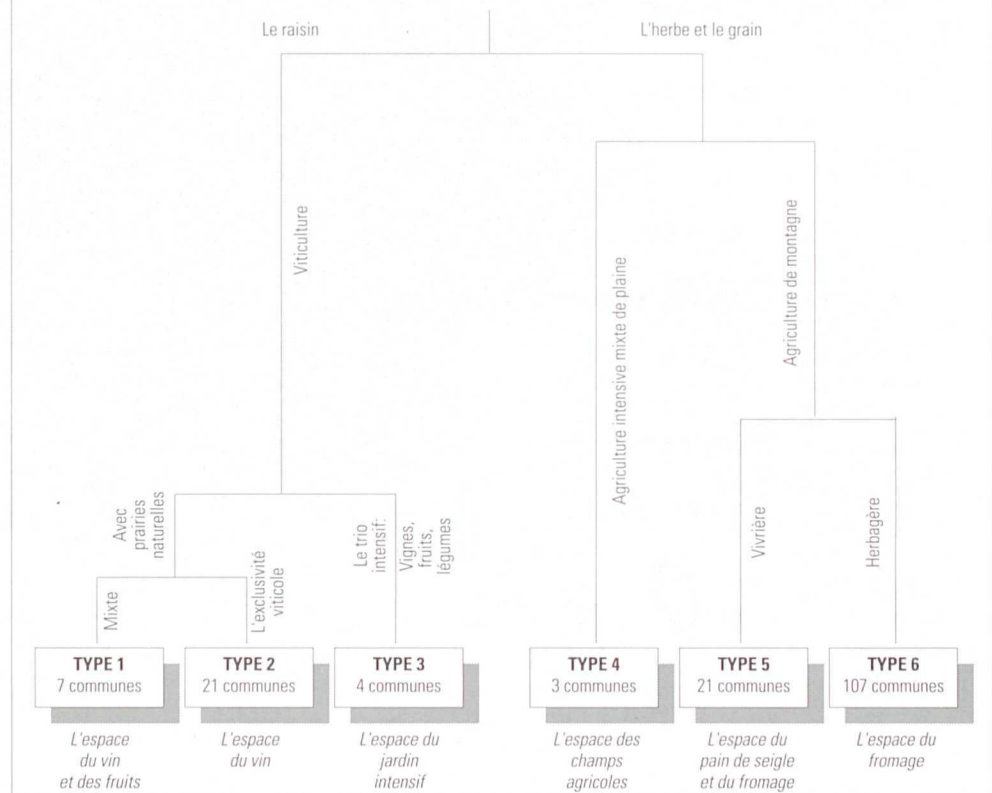 Le raisin
L'herbe et le grain
Viticulture
Agriculture intensive mixte de plaine
Agriculture de montagne
Avec
prairies
naturelles
Le trio
intensif:
Vignes,
fruits,
légumes
Mixte
L'exclusivité
viticole
Vivrière
Herbagère
TYPE 1
7 communes
L'espace
du vin
et des fruits
TYPE 2
21 communes
L'espace
du vin
TYPE 3
4 communes
L'espace du
jardin
intensif
TYPE 4
3 communes
L'espace des
champs
agricoles
TYPE 5
21 communes
L'espace du
pain de seigle
et du fromage
TYPE 6
107 communes
L'espace du
fromage